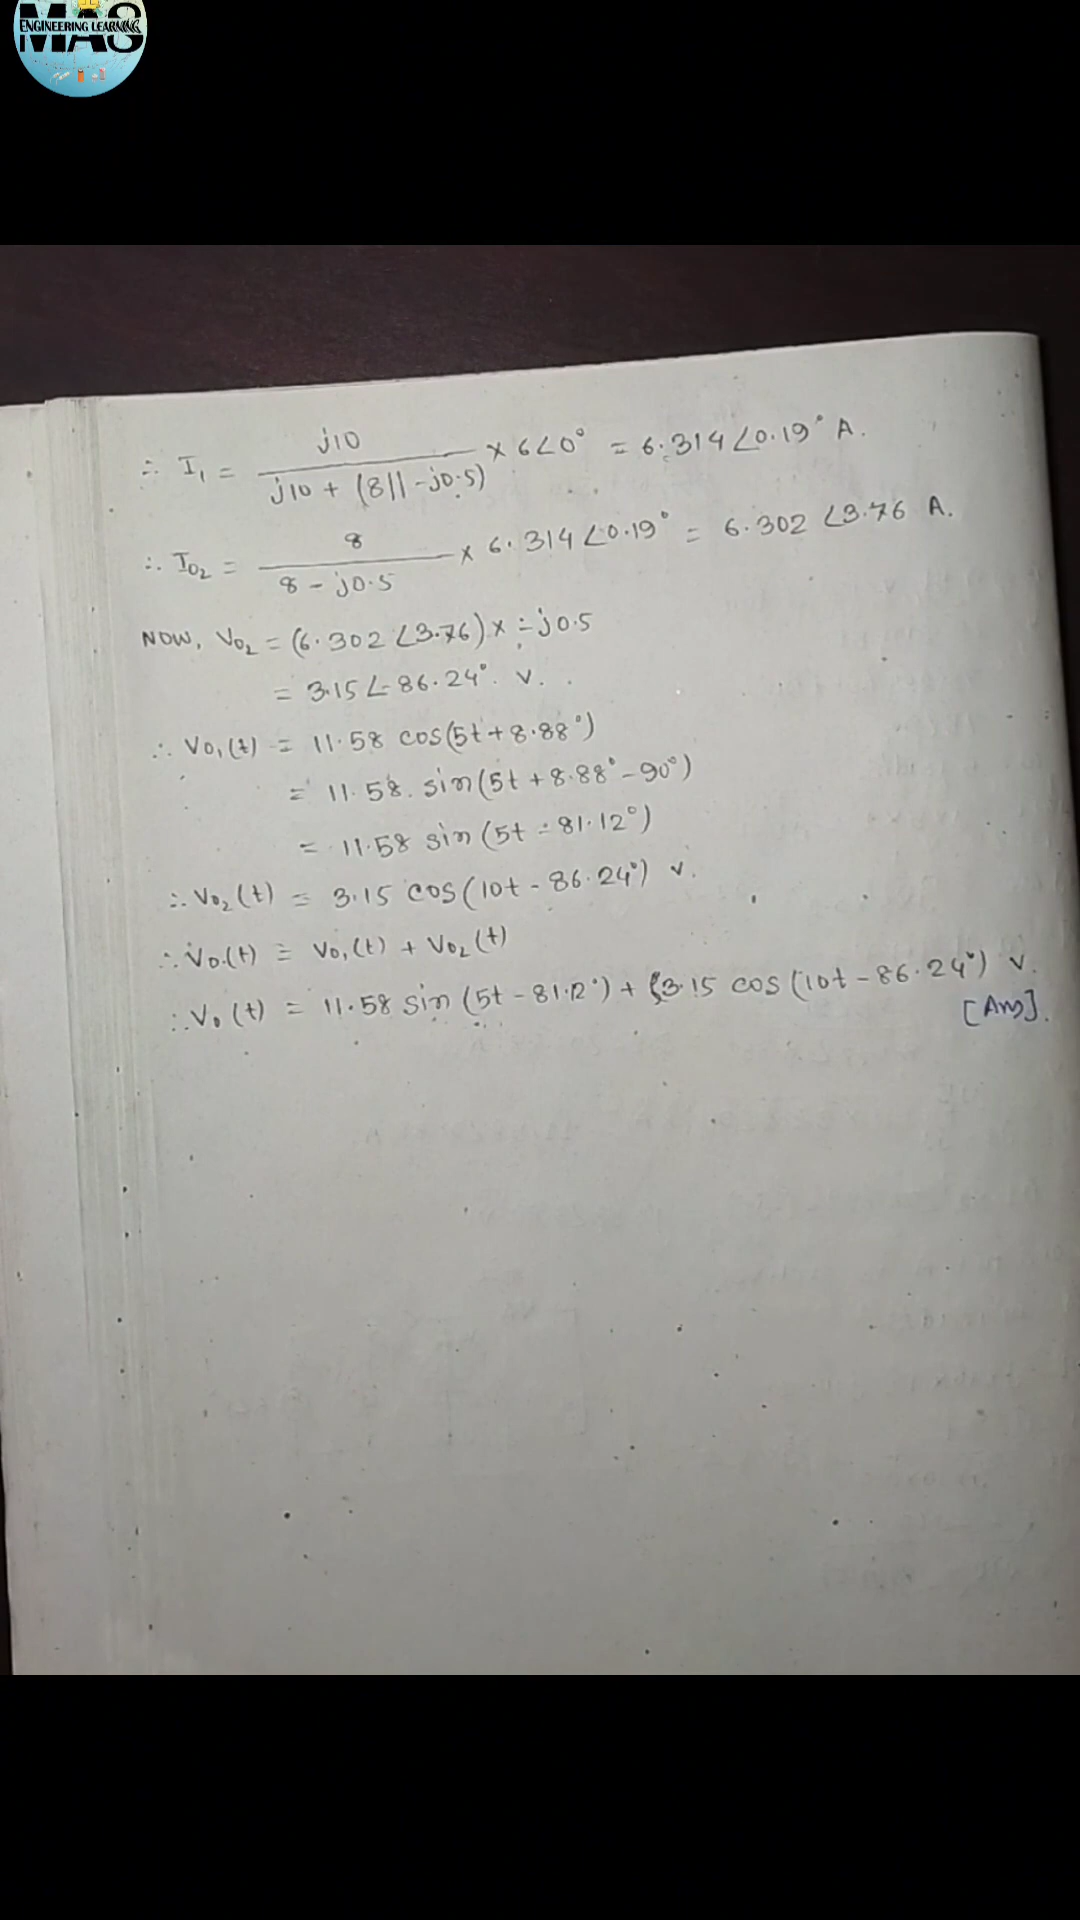 MAS
ENGINEERING LEARNING
∴ I₁ = j10 / (j10 + (8||-j0.5)) × 6∠0° = 6.314∠0.19° A.
∴ I₀₂ = 8 / (8 - j0.5) × 6.314∠0.19° = 6.302∠3.76 A.
NOW, V₀₂ = (6.302∠3.76) × -j0.5
= 3.15∠-86.24°. V.
∴ V₀₁(t) = 11.58 cos(5t+8.88°)
= 11.58. sin(5t+8.88°-90°)
= 11.58 sin(5t-81.12°)
∴ V₀₂(t) = 3.15 cos(10t-86.24°) V.
∴ V₀(t) = V₀₁(t) + V₀₂(t)
∴ V₀(t) = 11.58 sin(5t-81.12°) + 3.15 cos(10t-86.24°) V.
[Ans].